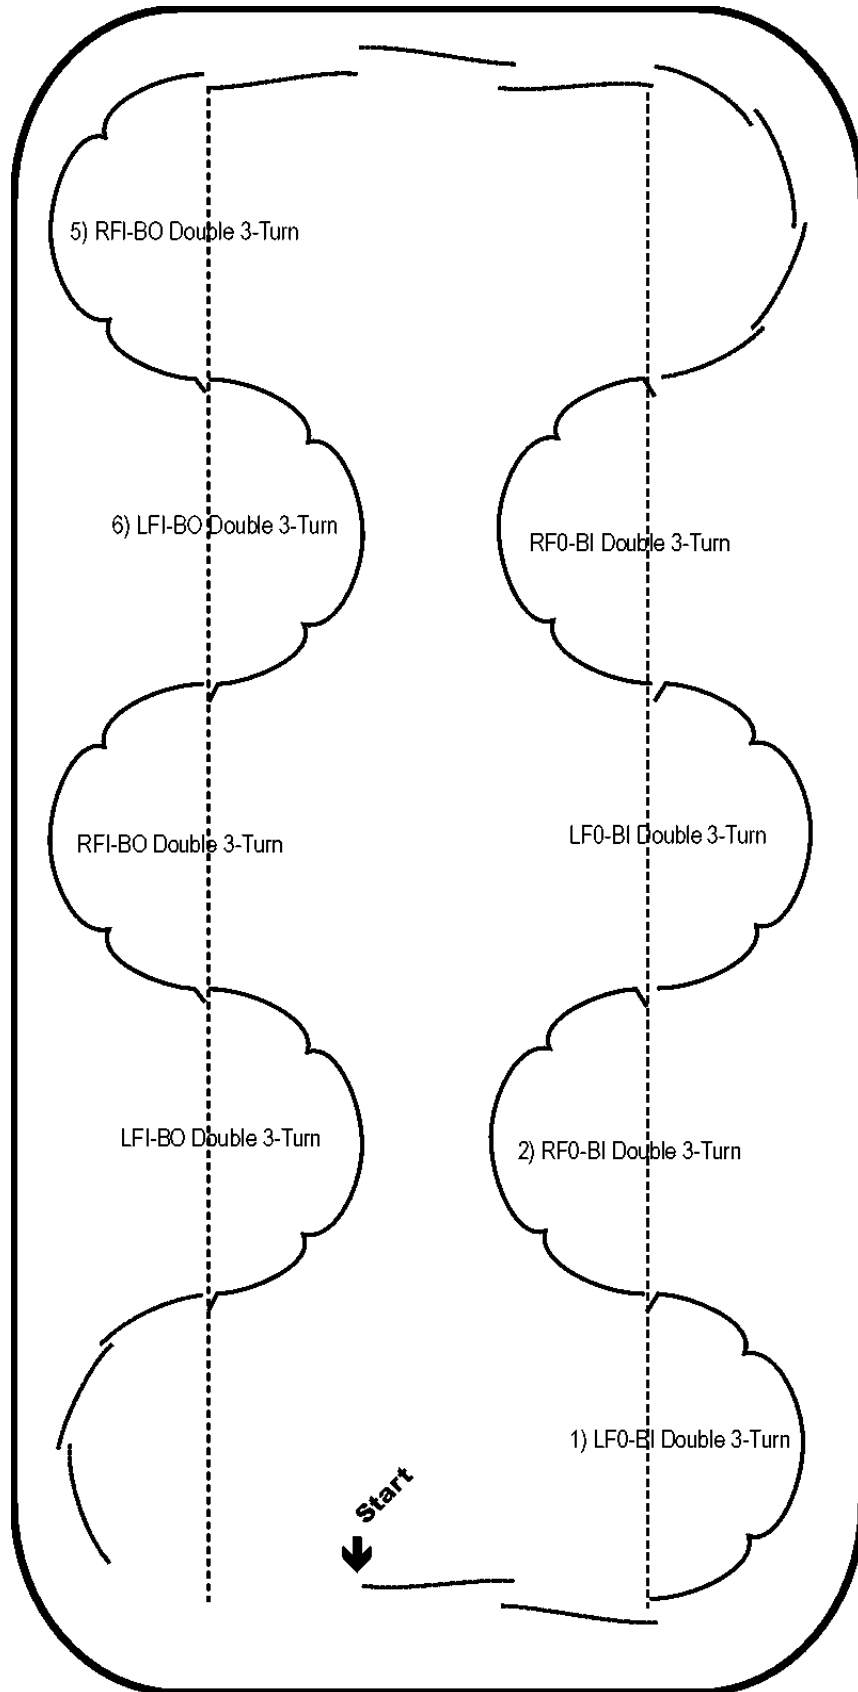 5) RFI-BO Double 3-Turn
6) LFI-BO Double 3-Turn
RF0-BI Double 3-Turn
RFI-BO Double 3-Turn
LF0-BI Double 3-Turn
LFI-BO Double 3-Turn
2) RF0-BI Double 3-Turn
1) LF0-BI Double 3-Turn
Start